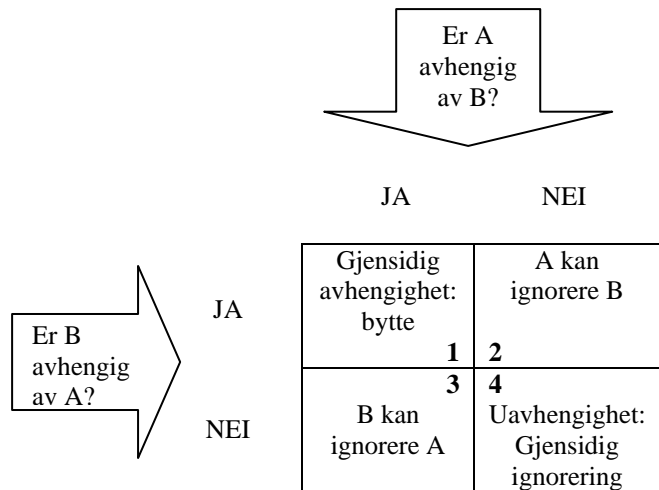 Er A
avhengig
av B?
JA
NEI
Gjensidig
avhengighet:
bytte
1
A kan
ignorere B
2
JA
Er B
avhengig
av A?
NEI
3
B kan
ignorere A
4
Uavhengighet:
Gjensidig
ignorering